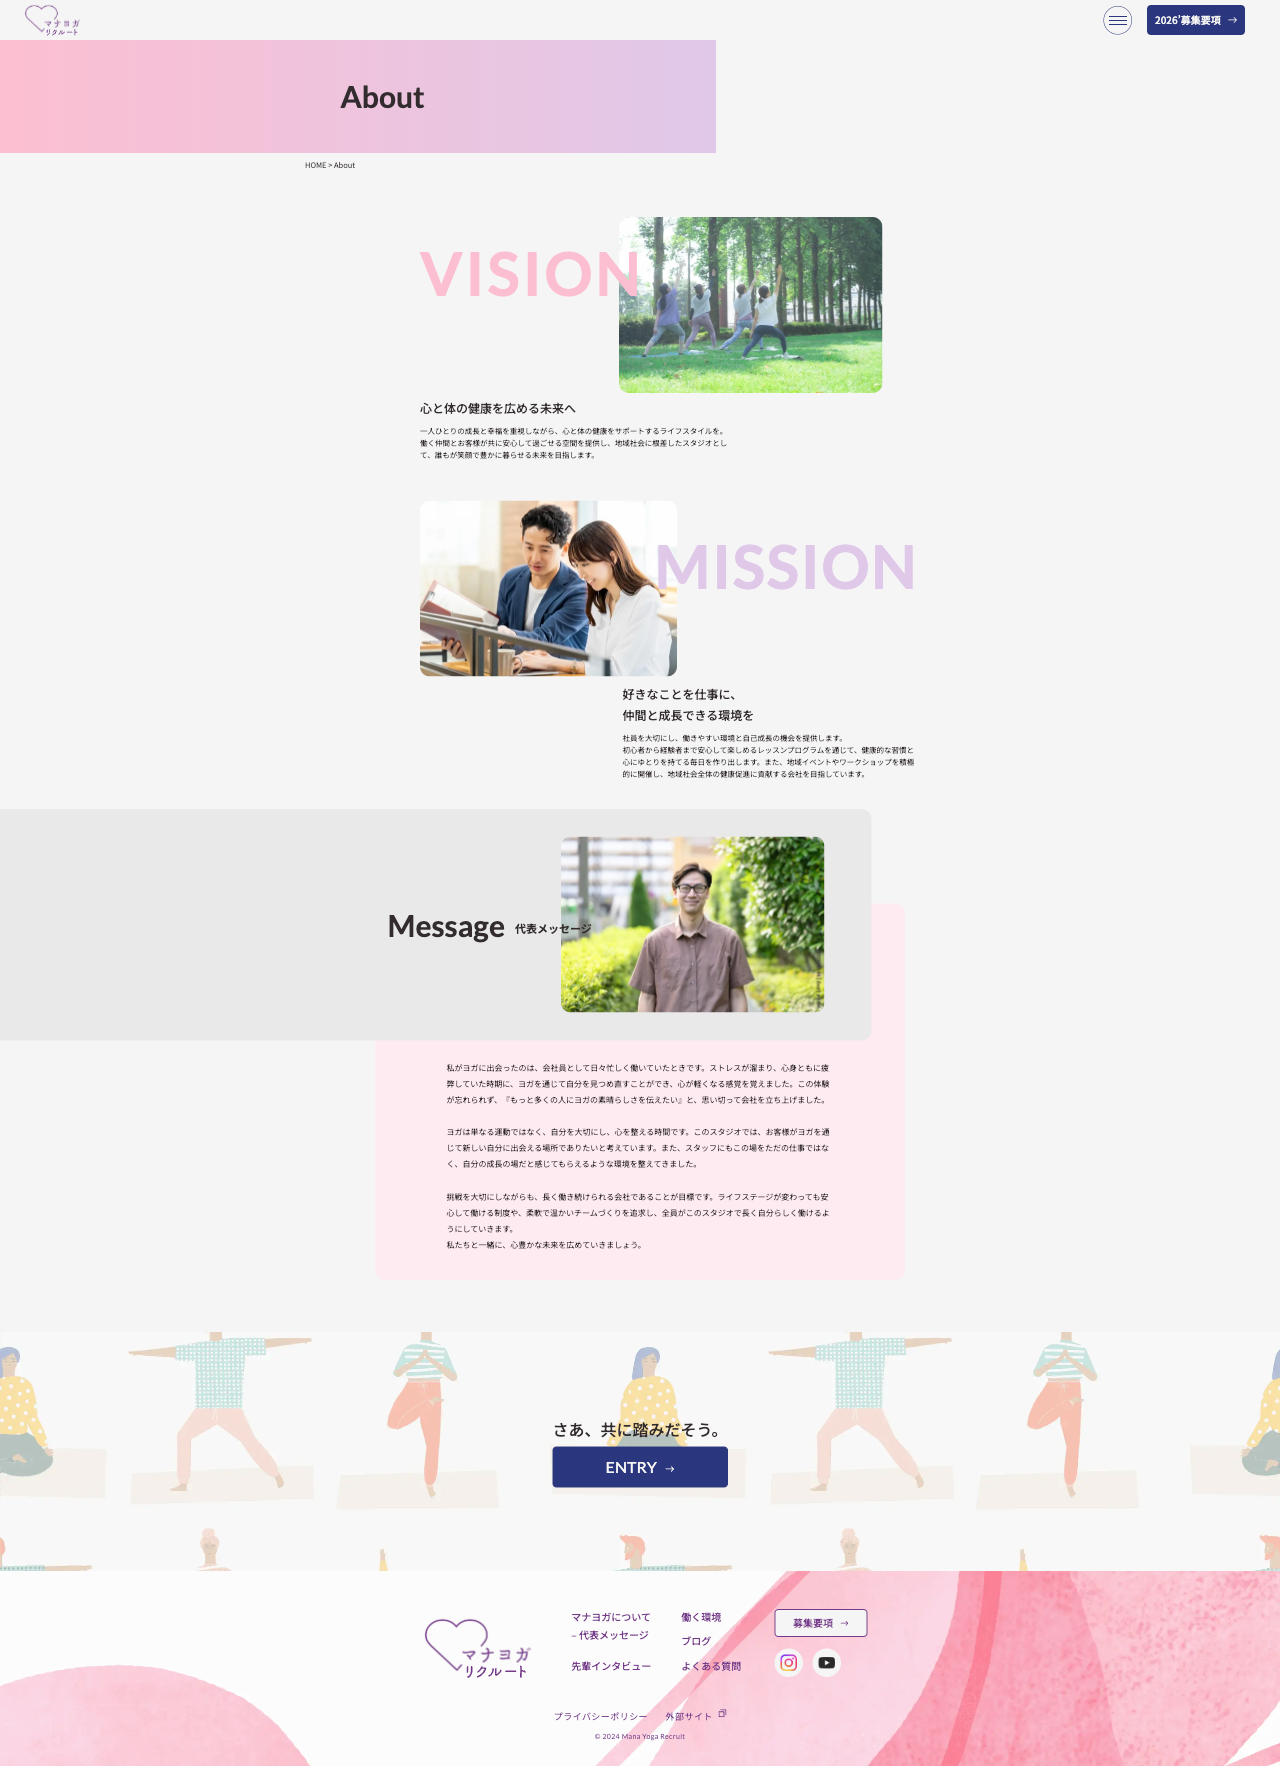 マナヨガ
リクルート
2026'募集要項 →
About
HOME > About
VISION
心と体の健康を広める未来へ
一人ひとりの成長と幸福を重視しながら、心と体の健康をサポートするライフスタイルを。
働く仲間とお客様が共に安心して過ごせる空間を提供し、地域社会に根差したスタジオとし
て、誰もが笑顔で豊かに暮らせる未来を目指します。
MISSION
好きなことを仕事に、
仲間と成長できる環境を
社員を大切にし、働きやすい環境と自己成長の機会を提供します。
初心者から経験者まで安心して楽しめるレッスンプログラムを通じて、健康的な習慣と
心にゆとりを持てる毎日を作り出します。また、地域イベントやワークショップを積極
的に開催し、地域社会全体の健康促進に貢献する会社を目指しています。
Message 代表メッセージ
私がヨガに出会ったのは、会社員として日々忙しく働いていたときです。ストレスが溜まり、心身ともに疲
弊していた時期に、ヨガを通じて自分を見つめ直すことができ、心が軽くなる感覚を覚えました。この体験
が忘れられず、『もっと多くの人にヨガの素晴らしさを伝えたい』と、思い切って会社を立ち上げました。
ヨガは単なる運動ではなく、自分を大切にし、心を整える時間です。このスタジオでは、お客様がヨガを通
じて新しい自分に出会える場所でありたいと考えています。また、スタッフにもこの場をただの仕事ではな
く、自分の成長の場だと感じてもらえるような環境を整えてきました。
挑戦を大切にしながらも、長く働き続けられる会社であることが目標です。ライフステージが変わっても安
心して働ける制度や、柔軟で温かいチームづくりを追求し、全員がこのスタジオで長く自分らしく働けるよ
うにしていきます。
私たちと一緒に、心豊かな未来を広めていきましょう。
さあ、共に踏みだそう。
ENTRY →
マナヨガ
リクルート
マナヨガについて
– 代表メッセージ
先輩インタビュー
働く環境
ブログ
よくある質問
募集要項 →
プライバシーポリシー
外部サイト
© 2024 Mana Yoga Recruit